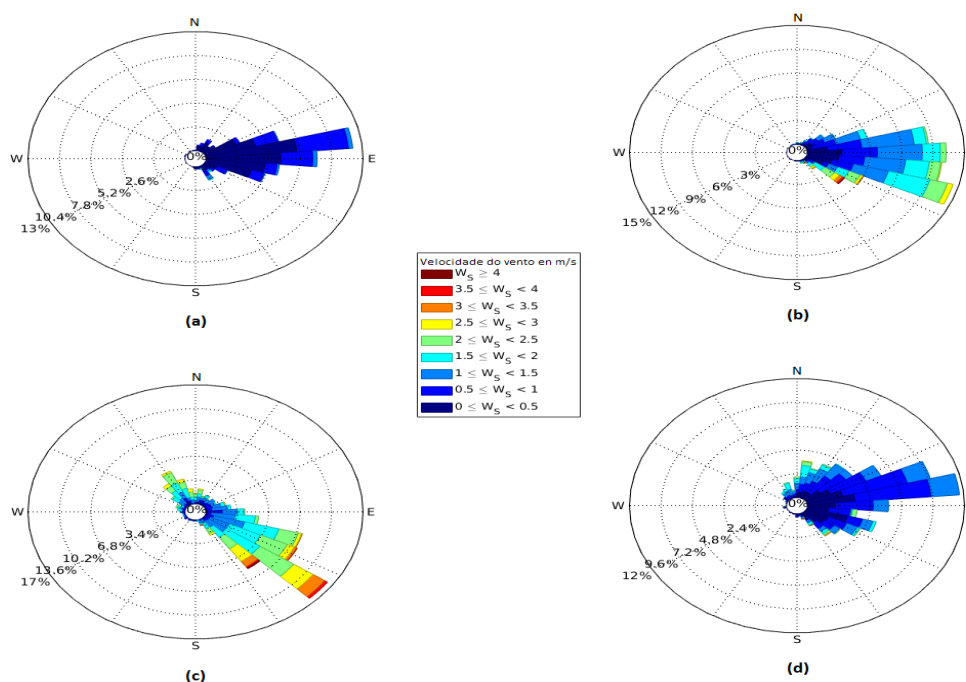 N
W
E
S
0%
2.6%
5.2%
7.8%
10.4%
13%
(a)
N
W
S
0%
3%
6%
9%
12%
15%
(b)
Velocidade do vento en m/s
W_S ≥ 4
3.5 ≤ W_S < 4
3 ≤ W_S < 3.5
2.5 ≤ W_S < 3
2 ≤ W_S < 2.5
1.5 ≤ W_S < 2
1 ≤ W_S < 1.5
0.5 ≤ W_S < 1
0 ≤ W_S < 0.5
N
W
E
S
0%
3.4%
6.8%
10.2%
13.6%
17%
(c)
N
W
S
0%
2.4%
4.8%
7.2%
9.6%
12%
(d)